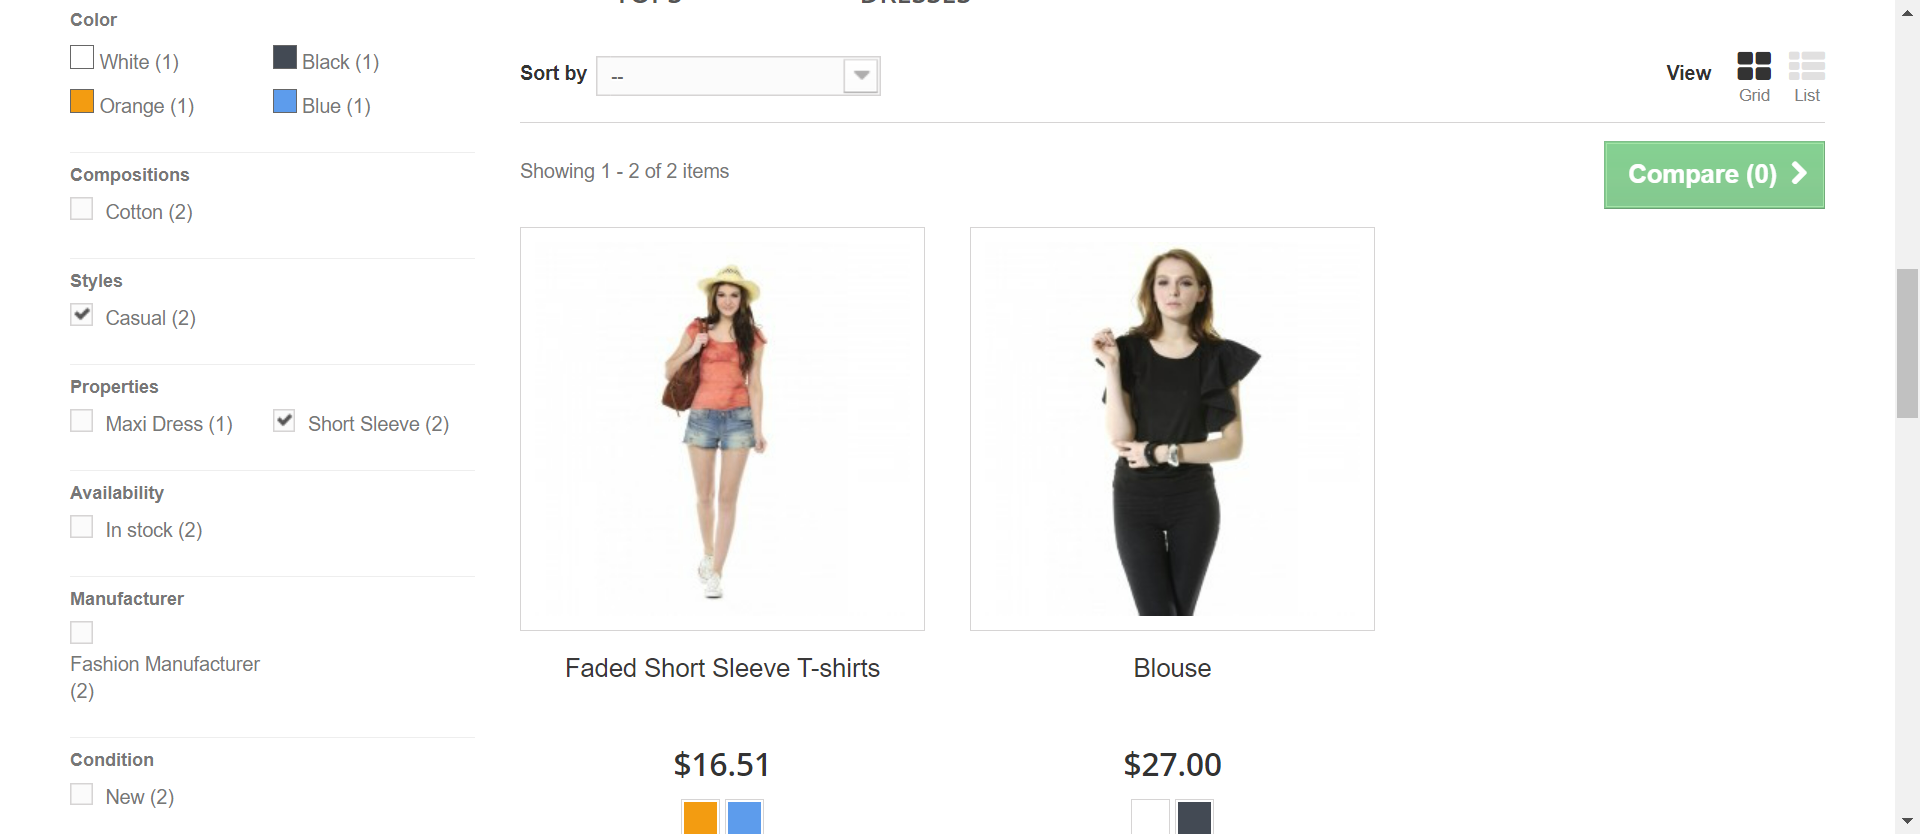 TOPS
DRESSES
Color
White (1)
Black (1)
Orange (1)
Blue (1)
Compositions
Cotton (2)
Styles
Casual (2)
Properties
Maxi Dress (1)
Short Sleeve (2)
Availability
In stock (2)
Manufacturer
Fashion Manufacturer
(2)
Condition
New (2)
Sort by
--
View
Grid
List
Showing 1 - 2 of 2 items
Compare (0)
Faded Short Sleeve T-shirts
$16.51
Blouse
$27.00